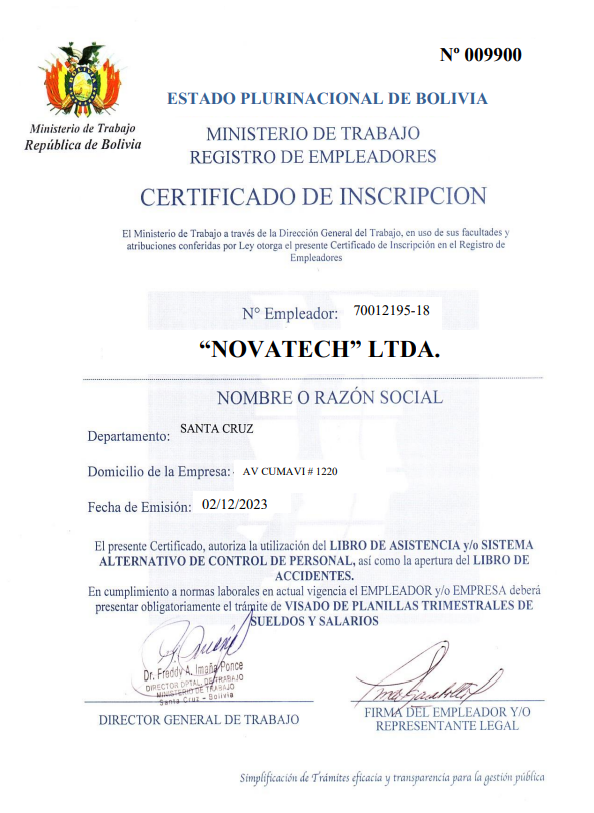 Nº 009900
ESTADO PLURINACIONAL DE BOLIVIA
Ministerio de Trabajo
República de Bolivia
MINISTERIO DE TRABAJO
REGISTRO DE EMPLEADORES
CERTIFICADO DE INSCRIPCION
El Ministerio de Trabajo a través de la Dirección General del Trabajo, en uso de sus facultades y
atribuciones conferidas por Ley otorga el presente Certificado de Inscripción en el Registro de
Empleadores
N° Empleador: 70012195-18
“NOVATECH” LTDA.
NOMBRE O RAZÓN SOCIAL
Departamento: SANTA CRUZ
Domicilio de la Empresa: AV CUMAVI # 1220
Fecha de Emisión: 02/12/2023
El presente Certificado, autoriza la utilización del LIBRO DE ASISTENCIA y/o SISTEMA
ALTERNATIVO DE CONTROL DE PERSONAL, así como la apertura del LIBRO DE
ACCIDENTES.
En cumplimiento a normas laborales en actual vigencia el EMPLEADOR y/o EMPRESA deberá
presentar obligatoriamente el trámite de VISADO DE PLANILLAS TRIMESTRALES DE
SUELDOS Y SALARIOS
Dr. Freddy A. Imaña Ponce
DIRECTOR DPTAL. DE TRABAJO
MINISTERIO DE TRABAJO
Santa Cruz - Bolivia
DIRECTOR GENERAL DE TRABAJO
FIRMA DEL EMPLEADOR Y/O
REPRESENTANTE LEGAL
Simplificación de Trámites eficacia y transparencia para la gestión pública